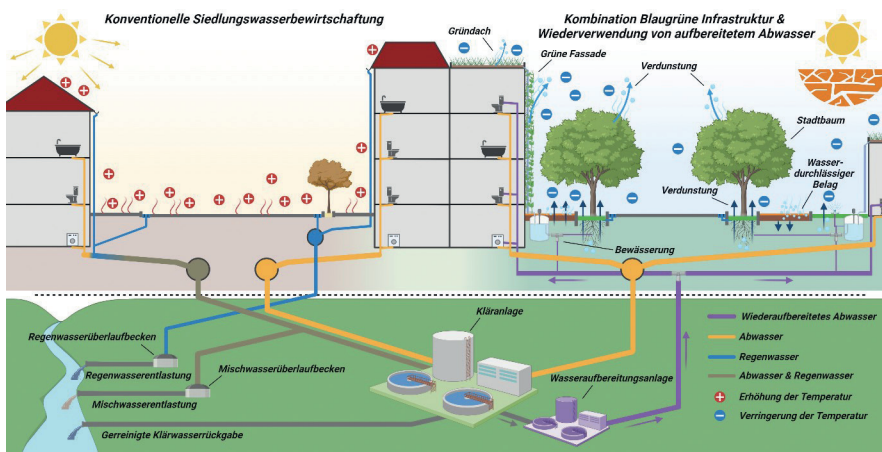 Konventionelle Siedlungswasserbewirtschaftung
Kombination Blaugrüne Infrastruktur &
Wiederverwendung von aufbereitetem Abwasser
Gründach
Grüne Fassade
Verdunstung
Stadtbaum
Wasser-
durchlässiger
Belag
Verdunstung
Bewässerung
Regenwasserüberlaufbecken
Regenwasserentlastung
Mischwasserüberlaufbecken
Mischwasserentlastung
Gerreinigte Klärwasserrückgabe
Kläranlage
Wasseraufbereitungsanlage
Wiederaufbereitetes Abwasser
Abwasser
Regenwasser
Abwasser & Regenwasser
Erhöhung der Temperatur
Verringerung der Temperatur